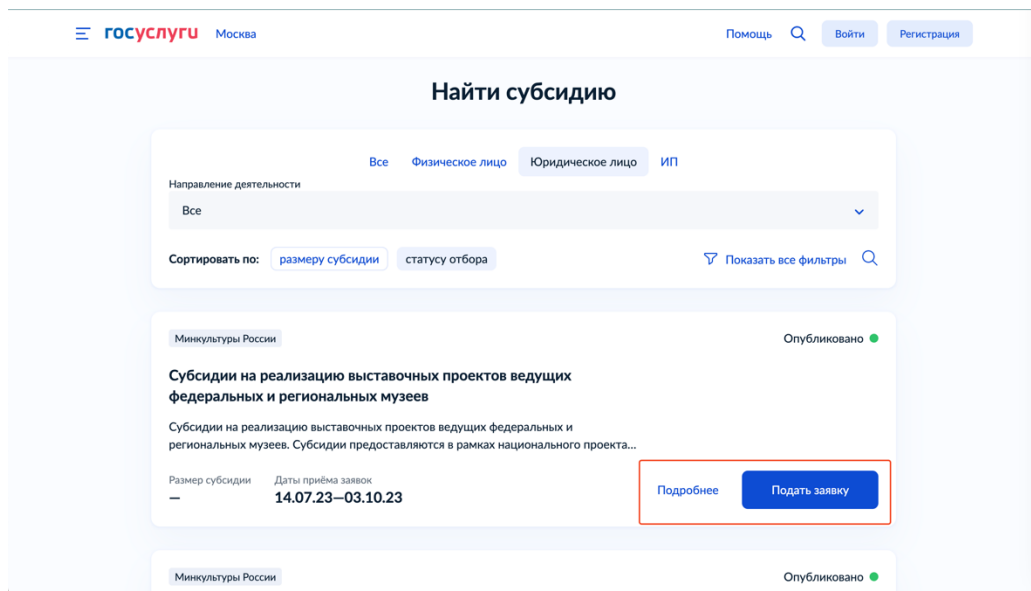 госуслуги Москва Помощь Войти Регистрация
Найти субсидию
Все Физическое лицо Юридическое лицо ИП
Направление деятельности
Все
Сортировать по: размеру субсидии статусу отбора Показать все фильтры
Минкультуры России Опубликовано
Субсидии на реализацию выставочных проектов ведущих
федеральных и региональных музеев
Субсидии на реализацию выставочных проектов ведущих федеральных и
региональных музеев. Субсидии предоставляются в рамках национального проекта...
Размер субсидии Даты приёма заявок
— 14.07.23—03.10.23
Подробнее Подать заявку
Минкультуры России Опубликовано